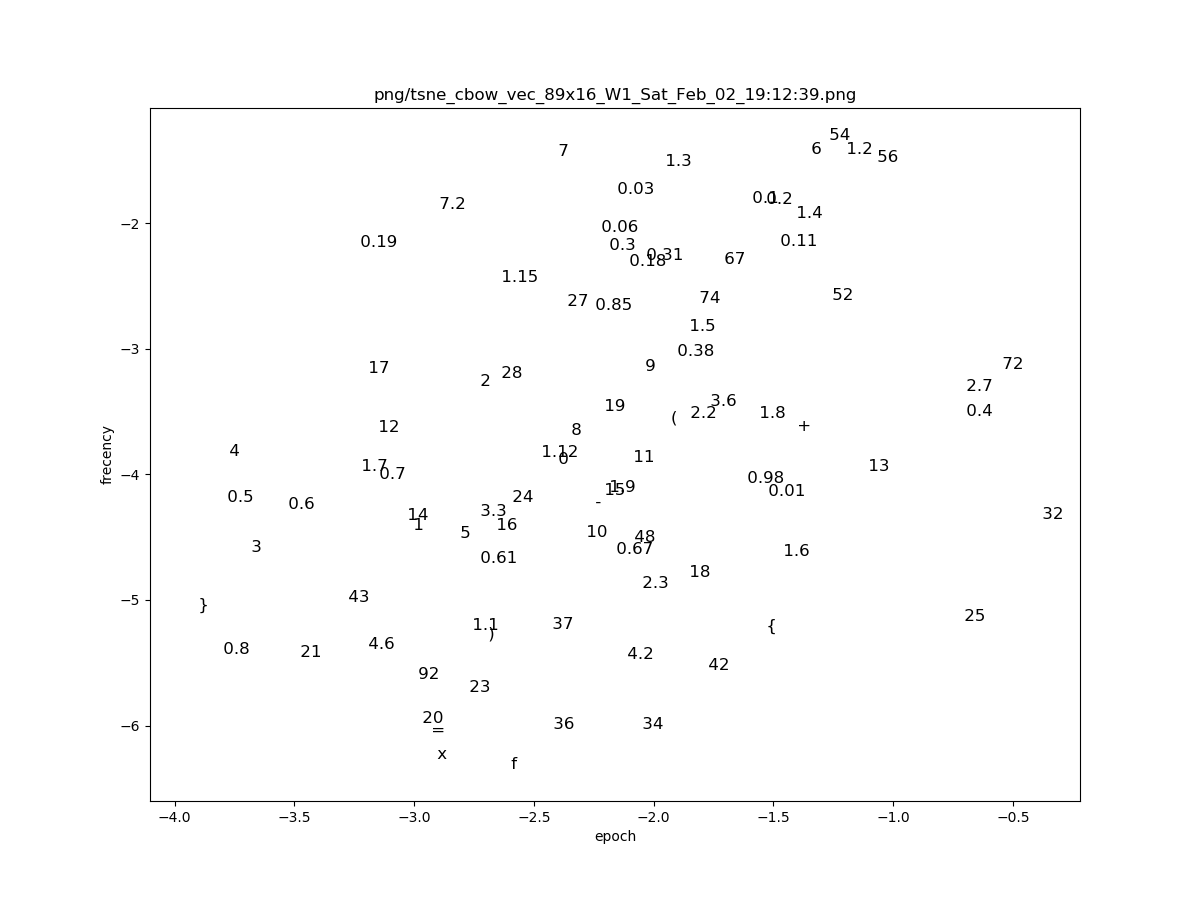 png/tsne_cbow_vec_89x16_W1_Sat_Feb_02_19:12:39.png
54
7 6 1.2
1.3 56
0.03
7.2 0.1 0.2
1.4
0.06
0.19 0.3 0.11
0.31
0.18 67
1.15
27 0.85 74 52
1.5
0.38
17 9 72
2 28 2.7
3.6
19 2.2 1.8 0.4
(
12 8 +
4 1.12 11
0
1.7 13
0.7 0.98
1.9
15 0.01
0.5 24
0.6 -
14 3.3 32
1 16
5 10 48
3 0.67 1.6
0.61
18
2.3
43
} 25
1.1 37 {
)
0.8 21 4.6 4.2
42
92
23
20 36 34
=
x
f
−2
−3
−4
−5
−6
frecency
−4.0 −3.5 −3.0 −2.5 −2.0 −1.5 −1.0 −0.5
epoch